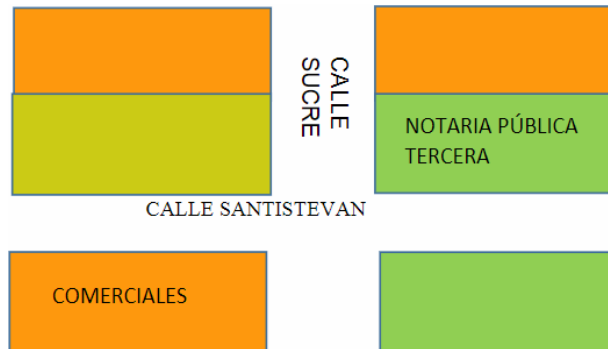 CALLE
SUCRE
NOTARIA PÚBLICA
TERCERA
CALLE SANTISTEVAN
COMERCIALES